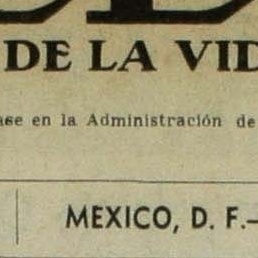 DE LA VID
ase en la Administración de
MEXICO, D. F.—